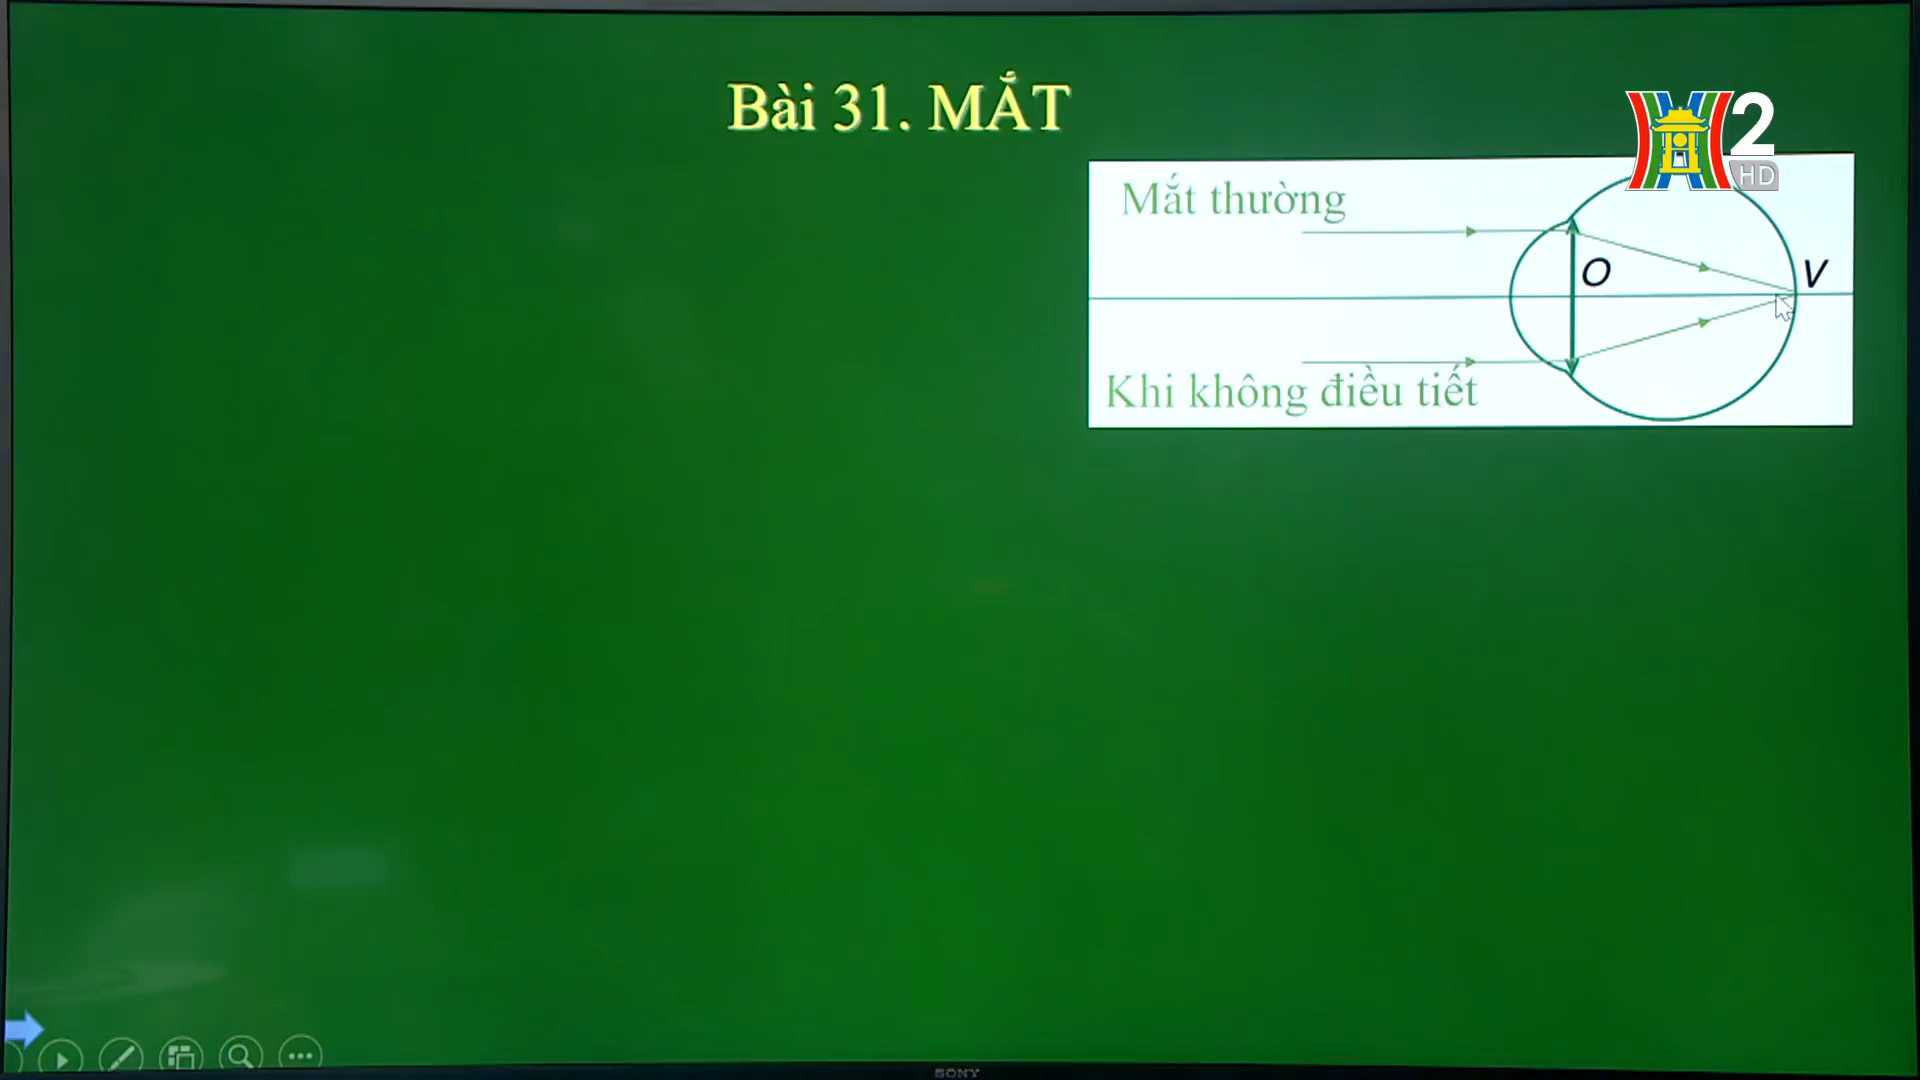 Bài 31. MẮT
2
HD
Mắt thường
O
V
Khi không điều tiết
SONY